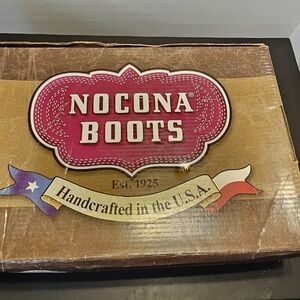 NOCONA®
BOOTS
Est. 1925
Handcrafted in the U.S.A.